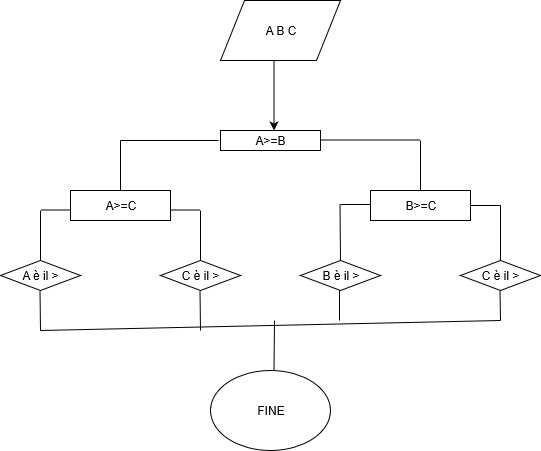 A B C
A>=B
A>=C
B>=C
A è il >
C è il >
B è il >
C è il >
FINE